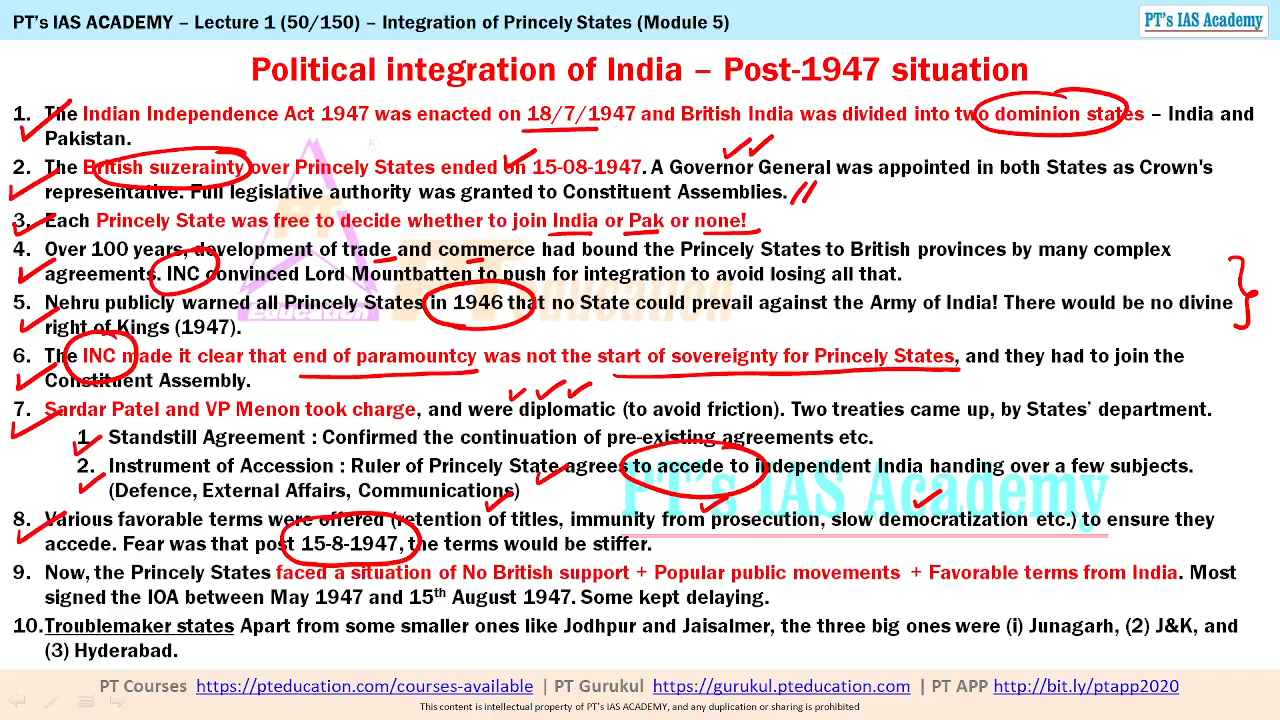 PT's IAS ACADEMY – Lecture 1 (50/150) – Integration of Princely States (Module 5)
PT's IAS Academy
Political integration of India – Post-1947 situation
1. The Indian Independence Act 1947 was enacted on 18/7/1947 and British India was divided into two dominion states – India and
Pakistan.
2. The British suzerainty over Princely States ended on 15-08-1947. A Governor General was appointed in both States as Crown's
representative. Full legislative authority was granted to Constituent Assemblies.
3. Each Princely State was free to decide whether to join India or Pak or none!
4. Over 100 years, development of trade and commerce had bound the Princely States to British provinces by many complex
agreements. INC convinced Lord Mountbatten to push for integration to avoid losing all that.
5. Nehru publicly warned all Princely States in 1946 that no State could prevail against the Army of India! There would be no divine
right of Kings (1947).
6. The INC made it clear that end of paramountcy was not the start of sovereignty for Princely States, and they had to join the
Constituent Assembly.
7. Sardar Patel and VP Menon took charge, and were diplomatic (to avoid friction). Two treaties came up, by States' department.
1. Standstill Agreement : Confirmed the continuation of pre-existing agreements etc.
2. Instrument of Accession : Ruler of Princely State agrees to accede to independent India handing over a few subjects.
(Defence, External Affairs, Communications)
8. Various favorable terms were offered (retention of titles, immunity from prosecution, slow democratization etc.) to ensure they
accede. Fear was that post 15-8-1947, the terms would be stiffer.
9. Now, the Princely States faced a situation of No British support + Popular public movements + Favorable terms from India. Most
signed the IOA between May 1947 and 15th August 1947. Some kept delaying.
10. Troublemaker states Apart from some smaller ones like Jodhpur and Jaisalmer, the three big ones were (i) Junagarh, (2) J&K, and
(3) Hyderabad.
PT education
Education
PT's IAS Academy
PT Courses https://pteducation.com/courses-available | PT Gurukul https://gurukul.pteducation.com | PT APP http://bit.ly/ptapp2020
This content is intellectual property of PT's IAS ACADEMY, and any duplication or sharing is prohibited